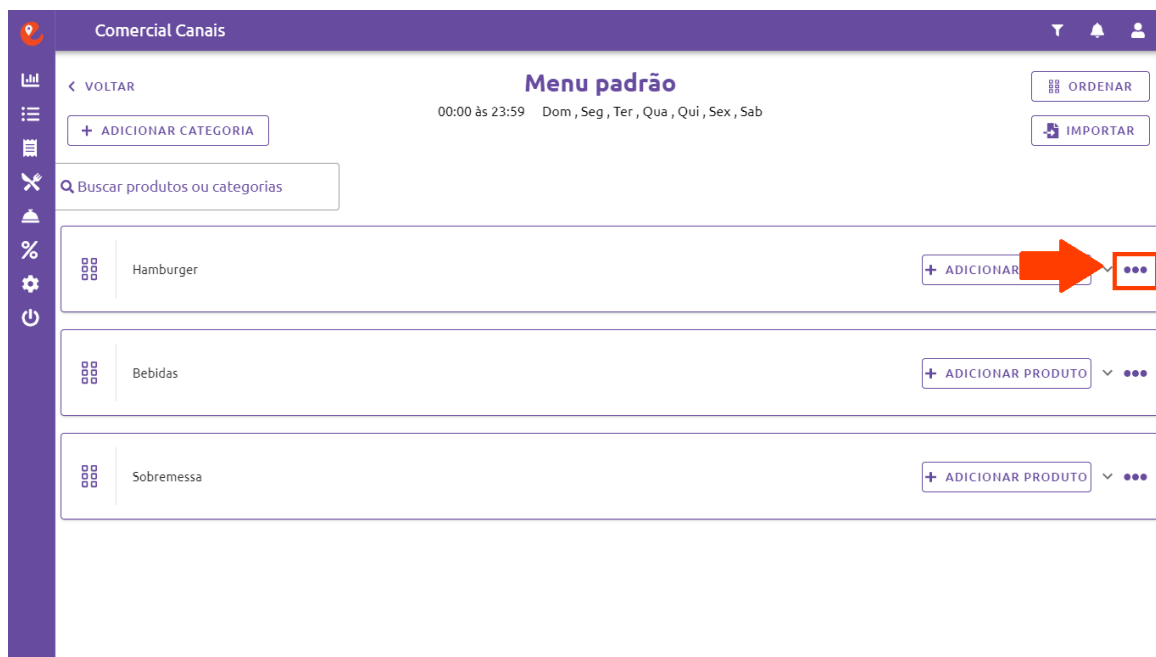 Comercial Canais
VOLTAR
Menu padrão
ORDENAR
00:00 às 23:59 Dom , Seg , Ter , Qua , Qui , Sex , Sab
+ ADICIONAR CATEGORIA
IMPORTAR
Buscar produtos ou categorias
Hamburger
+ ADICIONAR
Bebidas
+ ADICIONAR PRODUTO
Sobremessa
+ ADICIONAR PRODUTO